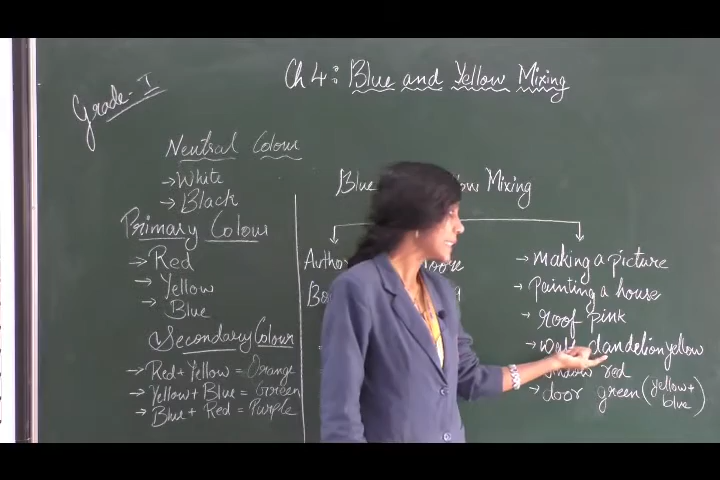 Grade - I
Ch 4: Blue and Yellow Mixing
Neutral Colour
→ White
→ Black
Primary Colour
→ Red
→ Yellow
→ Blue
Secondary Colour
→ Red + Yellow = Orange
→ Yellow + Blue = Green
→ Blue + Red = Purple
Blue Mixing
→ making a picture
→ Painting a house
→ roof pink
→ dandelion yellow
red
→ door green (yellow + blue)